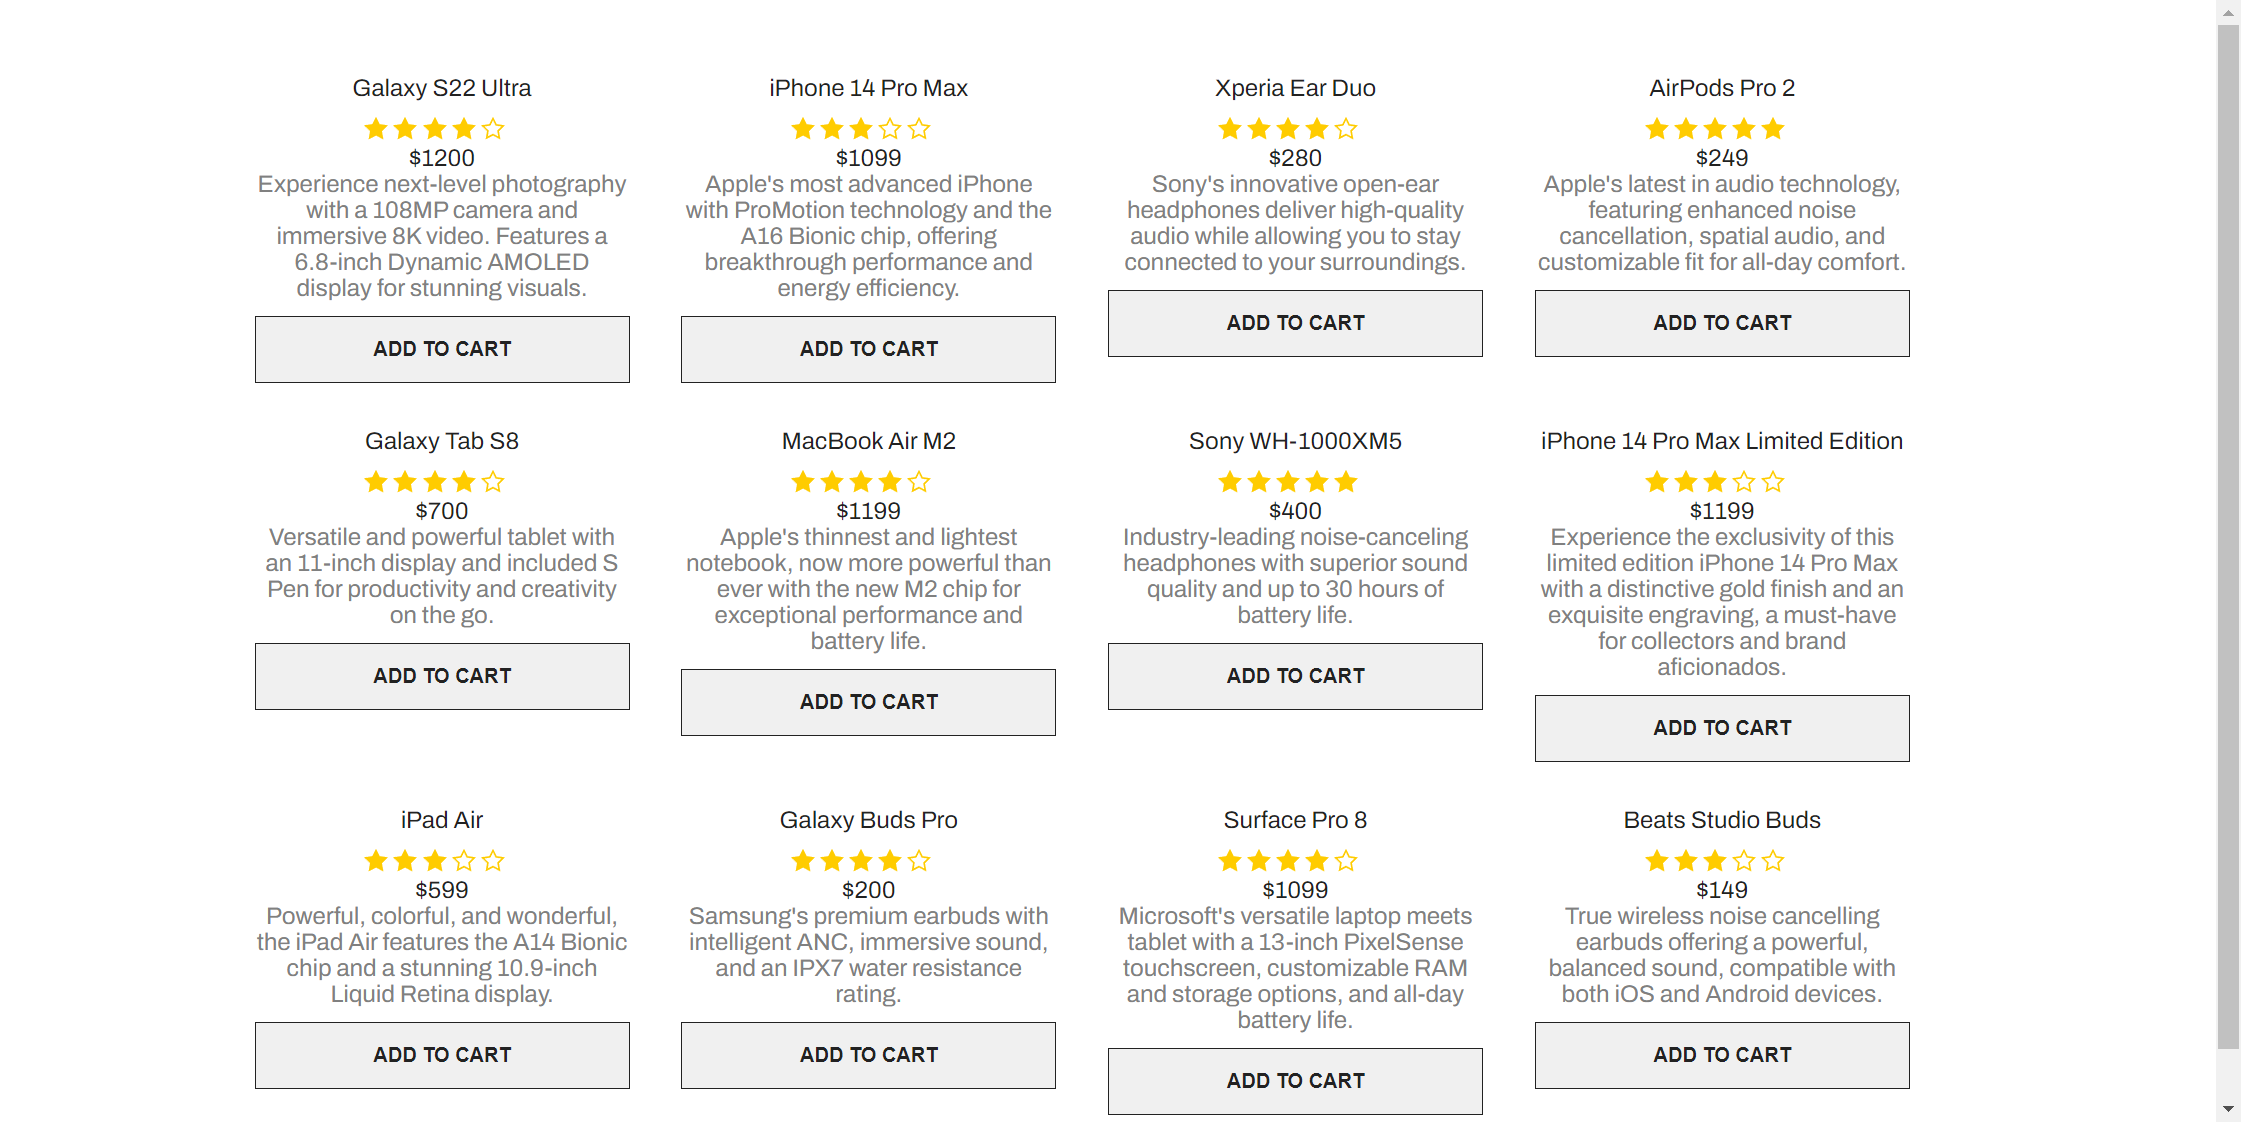 Galaxy S22 Ultra
$1200
Experience next-level photography
with a 108MP camera and
immersive 8K video. Features a
6.8-inch Dynamic AMOLED
display for stunning visuals.
ADD TO CART
iPhone 14 Pro Max
$1099
Apple's most advanced iPhone
with ProMotion technology and the
A16 Bionic chip, offering
breakthrough performance and
energy efficiency.
ADD TO CART
Xperia Ear Duo
$280
Sony's innovative open-ear
headphones deliver high-quality
audio while allowing you to stay
connected to your surroundings.
ADD TO CART
AirPods Pro 2
$249
Apple's latest in audio technology,
featuring enhanced noise
cancellation, spatial audio, and
customizable fit for all-day comfort.
ADD TO CART
Galaxy Tab S8
$700
Versatile and powerful tablet with
an 11-inch display and included S
Pen for productivity and creativity
on the go.
ADD TO CART
MacBook Air M2
$1199
Apple's thinnest and lightest
notebook, now more powerful than
ever with the new M2 chip for
exceptional performance and
battery life.
ADD TO CART
Sony WH-1000XM5
$400
Industry-leading noise-canceling
headphones with superior sound
quality and up to 30 hours of
battery life.
ADD TO CART
iPhone 14 Pro Max Limited Edition
$1199
Experience the exclusivity of this
limited edition iPhone 14 Pro Max
with a distinctive gold finish and an
exquisite engraving, a must-have
for collectors and brand
aficionados.
ADD TO CART
iPad Air
$599
Powerful, colorful, and wonderful,
the iPad Air features the A14 Bionic
chip and a stunning 10.9-inch
Liquid Retina display.
ADD TO CART
Galaxy Buds Pro
$200
Samsung's premium earbuds with
intelligent ANC, immersive sound,
and an IPX7 water resistance
rating.
ADD TO CART
Surface Pro 8
$1099
Microsoft's versatile laptop meets
tablet with a 13-inch PixelSense
touchscreen, customizable RAM
and storage options, and all-day
battery life.
ADD TO CART
Beats Studio Buds
$149
True wireless noise cancelling
earbuds offering a powerful,
balanced sound, compatible with
both iOS and Android devices.
ADD TO CART